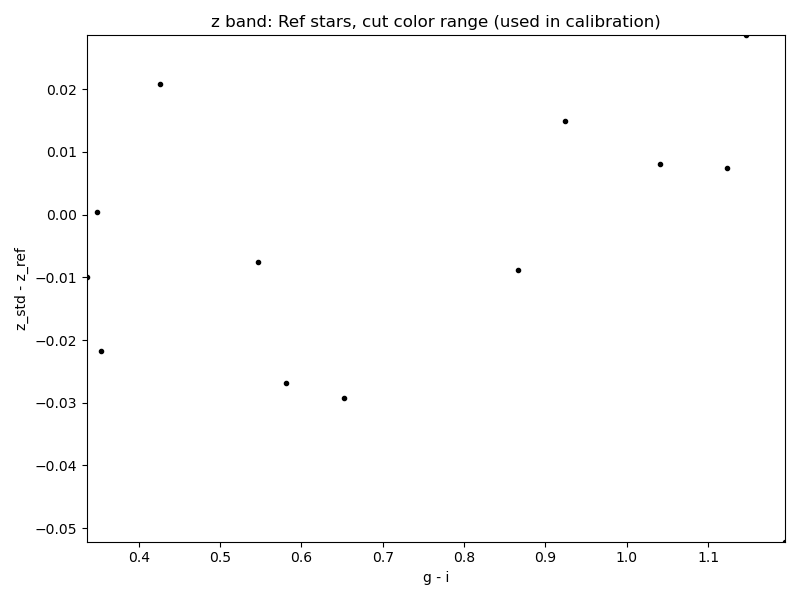 z band: Ref stars, cut color range (used in calibration)
z_std - z_ref
0.02
0.01
0.00
−0.01
−0.02
−0.03
−0.04
−0.05
0.4 0.5 0.6 0.7 0.8 0.9 1.0 1.1
g - i